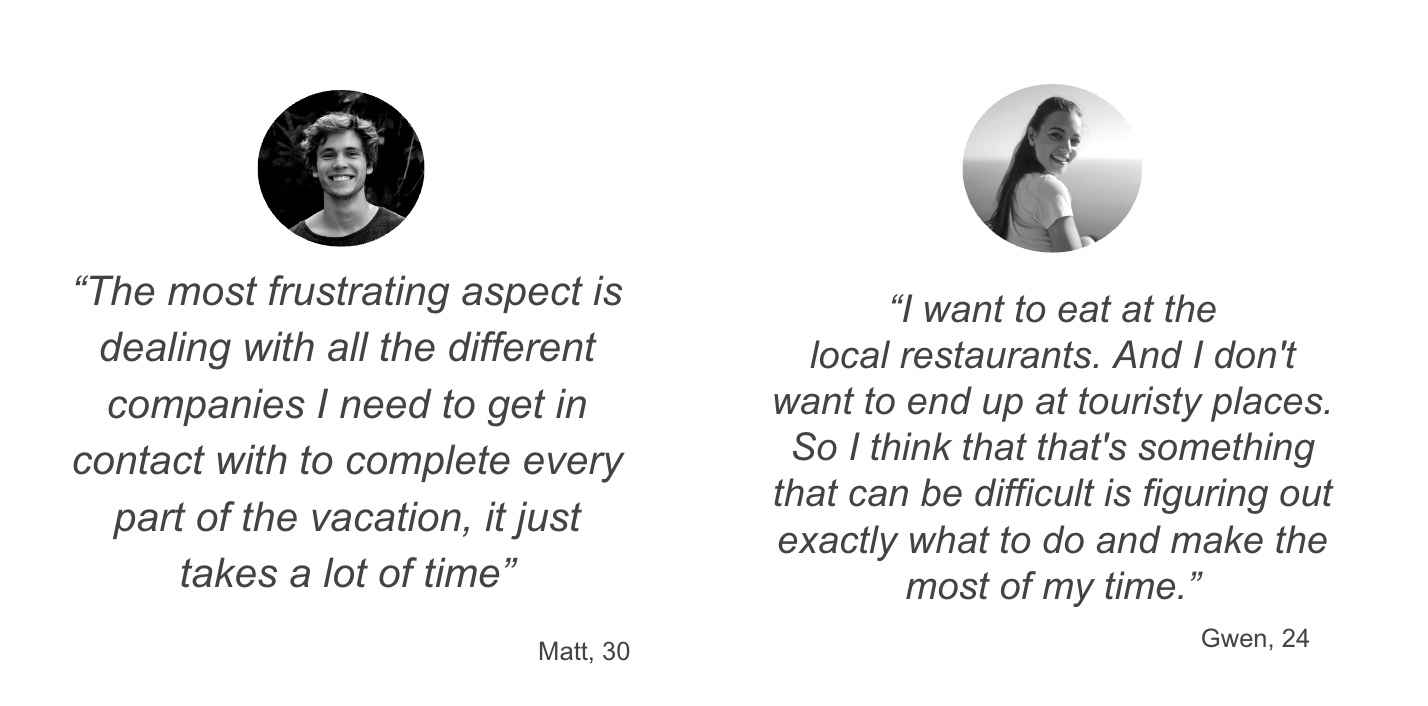 “The most frustrating aspect is
dealing with all the different
companies I need to get in
contact with to complete every
part of the vacation, it just
takes a lot of time”
Matt, 30
“I want to eat at the
local restaurants. And I don't
want to end up at touristy places.
So I think that that's something
that can be difficult is figuring out
exactly what to do and make the
most of my time.”
Gwen, 24